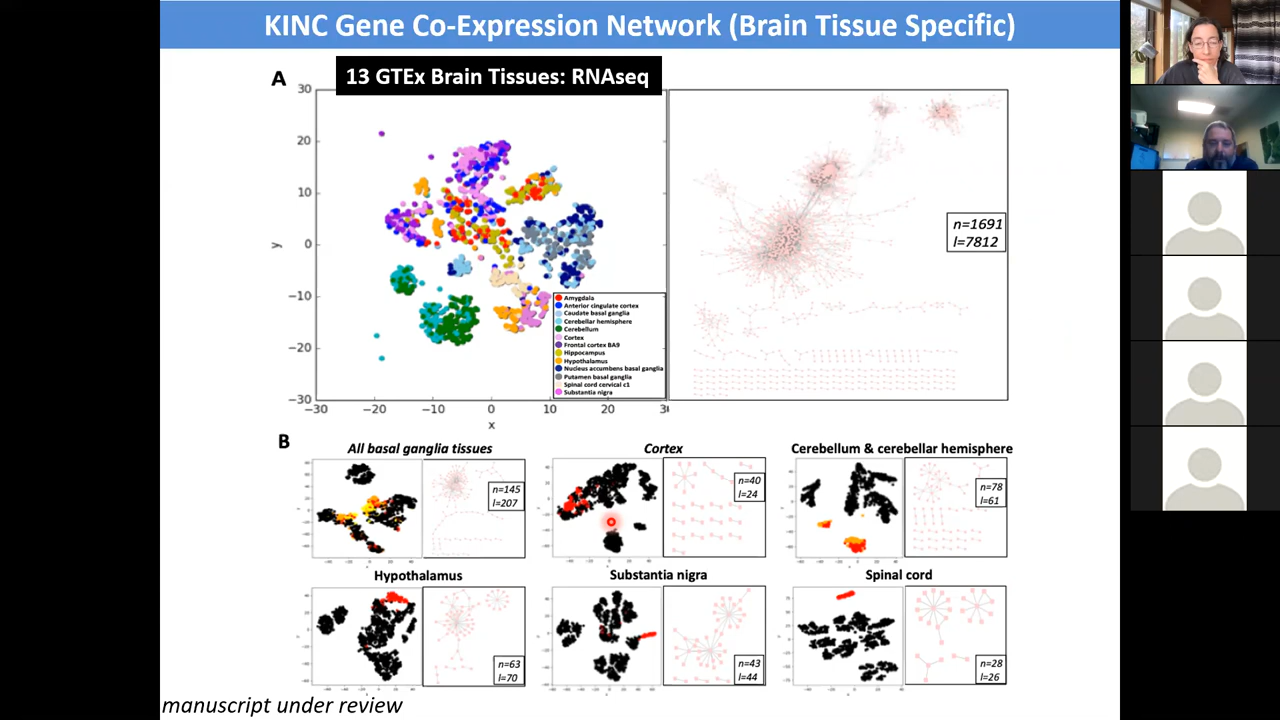 KINC Gene Co-Expression Network (Brain Tissue Specific)
A
13 GTEx Brain Tissues: RNAseq
30
20
10
0
−10
−20
−30
y
−30
−20
−10
0
10
20
x
Amygdala
Anterior cingulate cortex
Caudate basal ganglia
Cerebellar hemisphere
Cerebellum
Cortex
Frontal cortex BA9
Hippocampus
Hypothalamus
Nucleus accumbens basal ganglia
Putamen basal ganglia
Spinal cord cervical c1
Substantia nigra
n=1691
l=7812
B
All basal ganglia tissues
n=145
l=207
Cortex
n=40
l=24
Cerebellum & cerebellar hemisphere
n=78
l=61
Hypothalamus
n=63
l=70
Substantia nigra
n=43
l=44
Spinal cord
n=28
l=26
manuscript under review